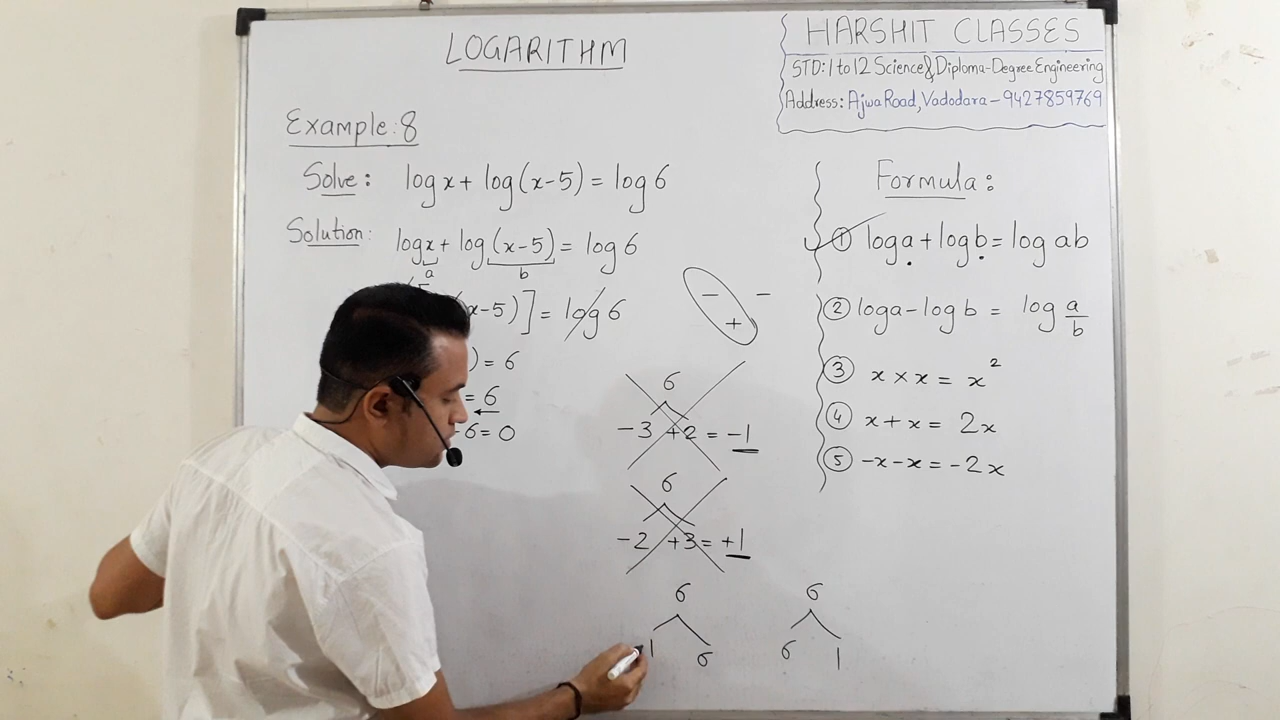 LOGARITHM
HARSHIT CLASSES
STD: 1 to 12 Science & Diploma-Degree Engineering
Address: Ajwa Road, Vadodara - 9427859769
Example: 8
Solve: log x + log(x-5) = log 6
Solution: log x + log (x-5) = log 6
a b
x-5)] = log 6
) = 6
= 6
-6 = 0
- -
+
6
-3 +2 = -1
6
-2 +3 = +1
6 6
1 6 6 1
Formula:
① log a + log b = log ab
② log a - log b = log a/b
③ x × x = x²
④ x + x = 2x
⑤ -x - x = -2x